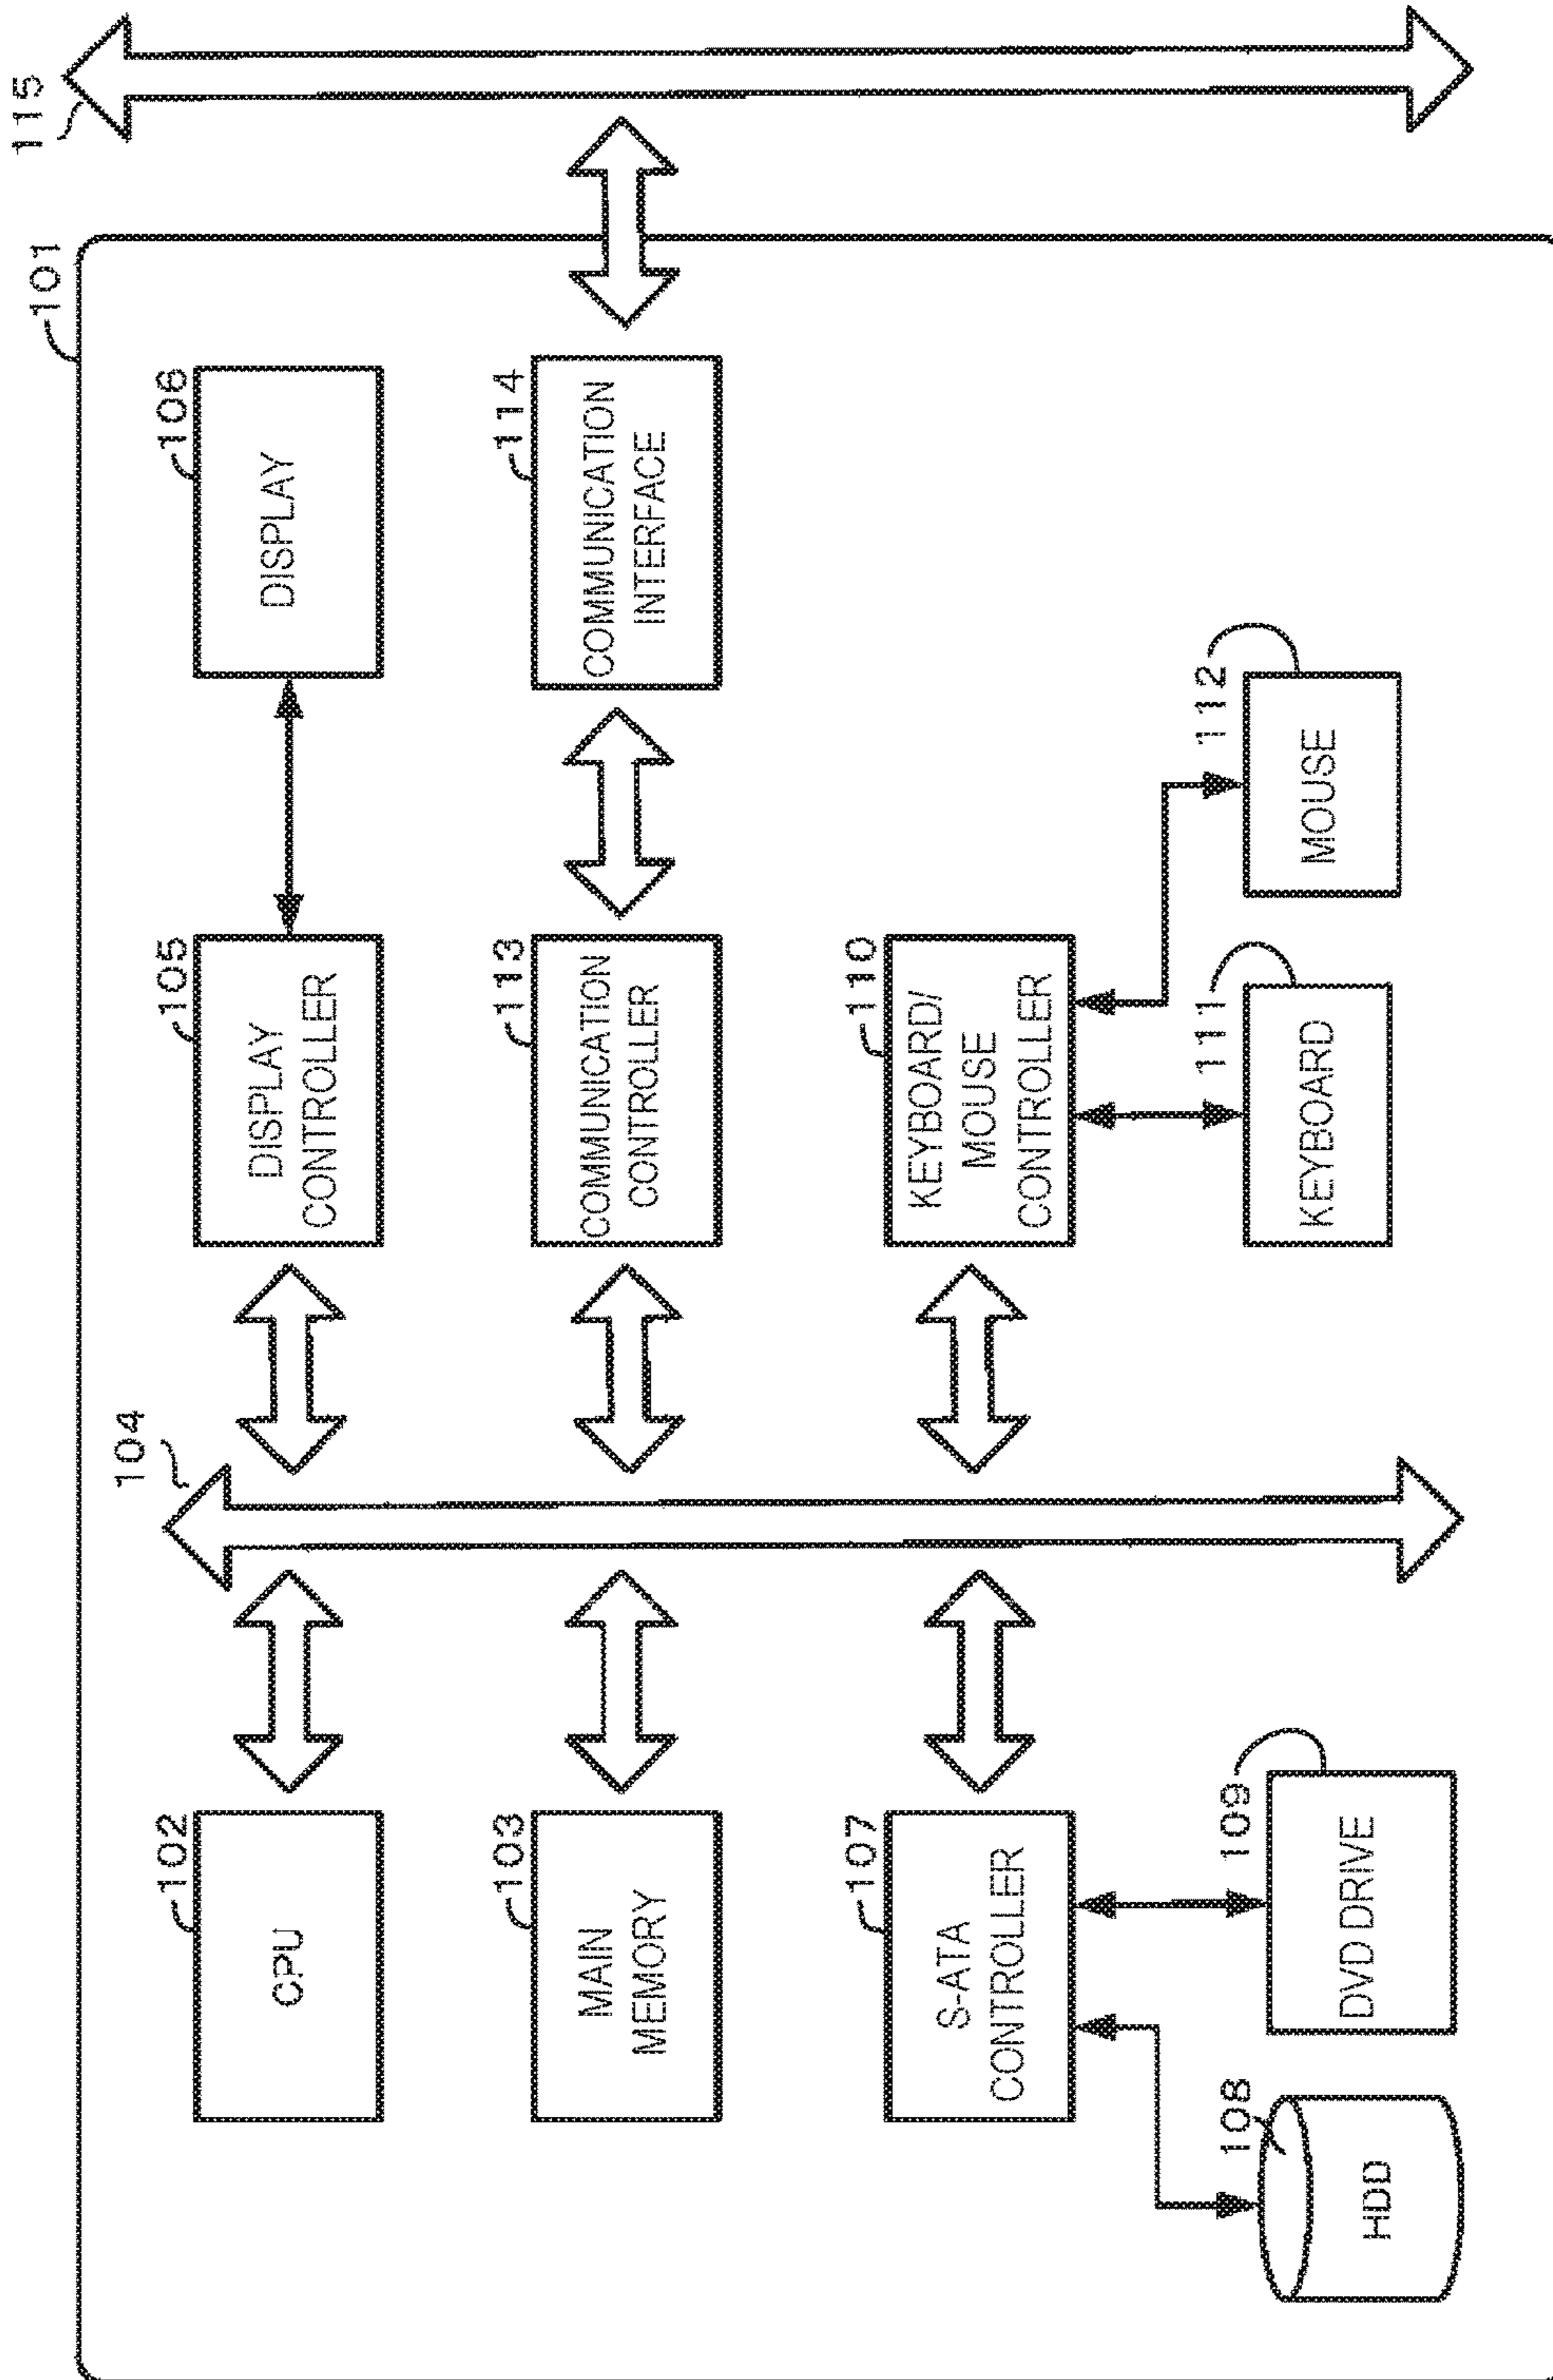 101
115
102
CPU
104
105
DISPLAY
CONTROLLER
106
DISPLAY
103
MAIN
MEMORY
113
COMMUNICATION
CONTROLLER
114
COMMUNICATION
INTERFACE
107
S-ATA
CONTROLLER
110
KEYBOARD/
MOUSE
CONTROLLER
108
HDD
109
DVD DRIVE
111
KEYBOARD
112
MOUSE